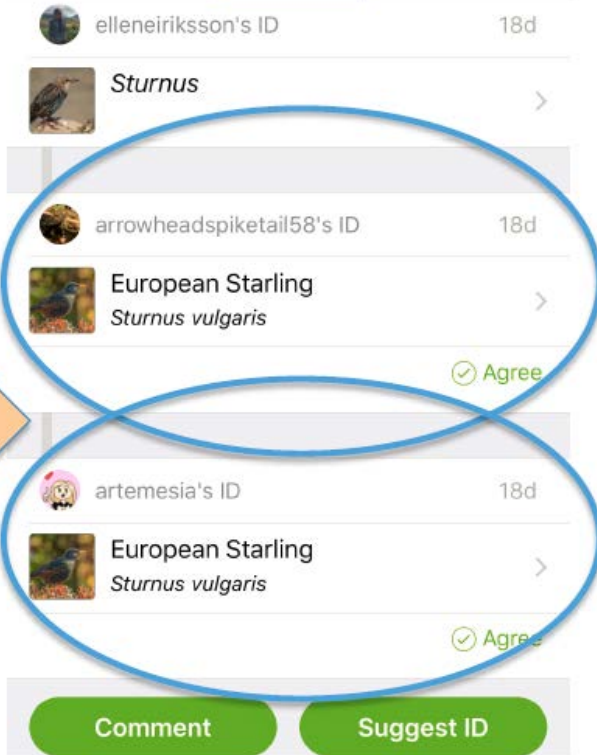 elleneiriksson's ID 18d
Sturnus
arrowheadspiketail58's ID 18d
European Starling
Sturnus vulgaris
Agree
artemesia's ID 18d
European Starling
Sturnus vulgaris
Agree
Comment Suggest ID